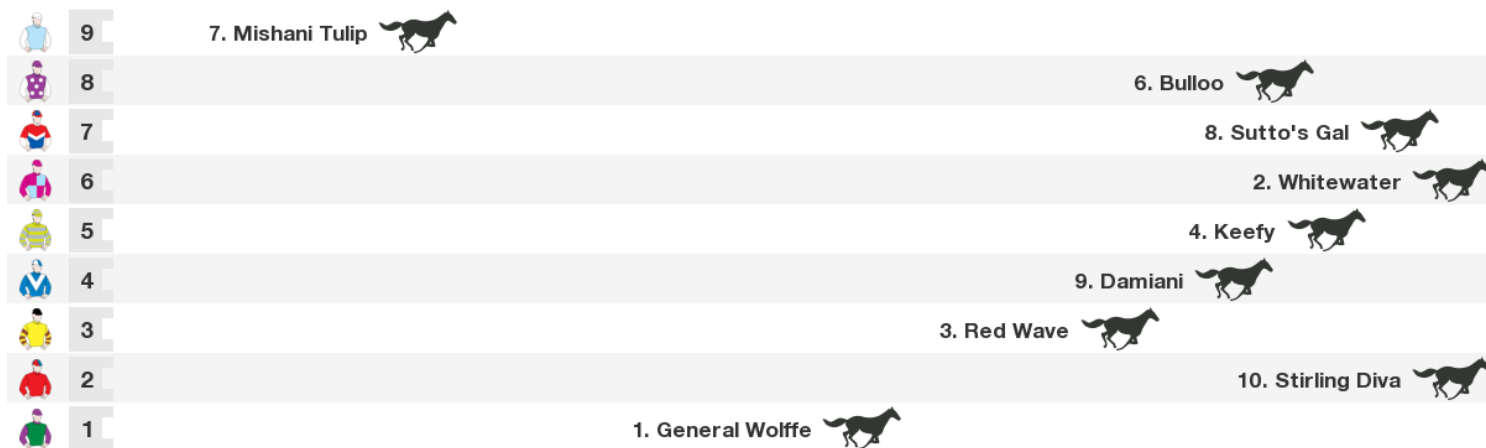 9 7. Mishani Tulip
8 6. Bulloo
7 8. Sutto's Gal
6 2. Whitewater
5 4. Keefy
4 9. Damiani
3 3. Red Wave
2 10. Stirling Diva
1 1. General Wolffe